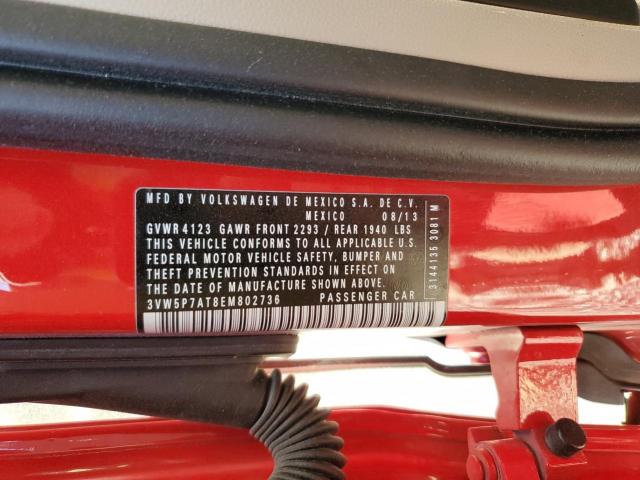 MFD BY VOLKSWAGEN DE MEXICO S.A. DE C.V.
MEXICO 08/13
GVWR 4123 GAWR FRONT 2293 / REAR 1940 LBS
THIS VEHICLE CONFORMS TO ALL APPLICABLE U.S.
FEDERAL MOTOR VEHICLE SAFETY, BUMPER AND
THEFT PREVENTION STANDARDS IN EFFECT ON
THE DATE OF MANUFACTURE SHOWN ABOVE.
3VW5P7AT8EM802736 PASSENGER CAR
3144135 3081 M